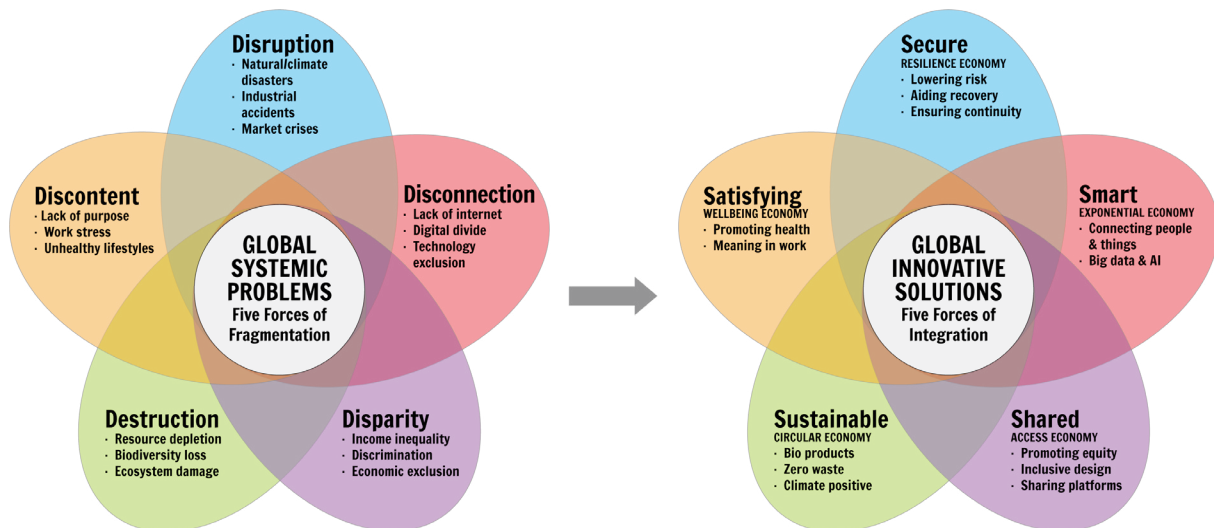 Disruption
· Natural/climate
disasters
· Industrial
accidents
· Market crises
Discontent
· Lack of purpose
· Work stress
· Unhealthy lifestyles
Disconnection
· Lack of internet
· Digital divide
· Technology
exclusion
GLOBAL
SYSTEMIC
PROBLEMS
Five Forces of
Fragmentation
Destruction
· Resource depletion
· Biodiversity loss
· Ecosystem damage
Disparity
· Income inequality
· Discrimination
· Economic exclusion
Secure
RESILIENCE ECONOMY
· Lowering risk
· Aiding recovery
· Ensuring continuity
Satisfying
WELLBEING ECONOMY
· Promoting health
· Meaning in work
Smart
EXPONENTIAL ECONOMY
· Connecting people
& things
· Big data & AI
GLOBAL
INNOVATIVE
SOLUTIONS
Five Forces of
Integration
Sustainable
CIRCULAR ECONOMY
· Bio products
· Zero waste
· Climate positive
Shared
ACCESS ECONOMY
· Promoting equity
· Inclusive design
· Sharing platforms